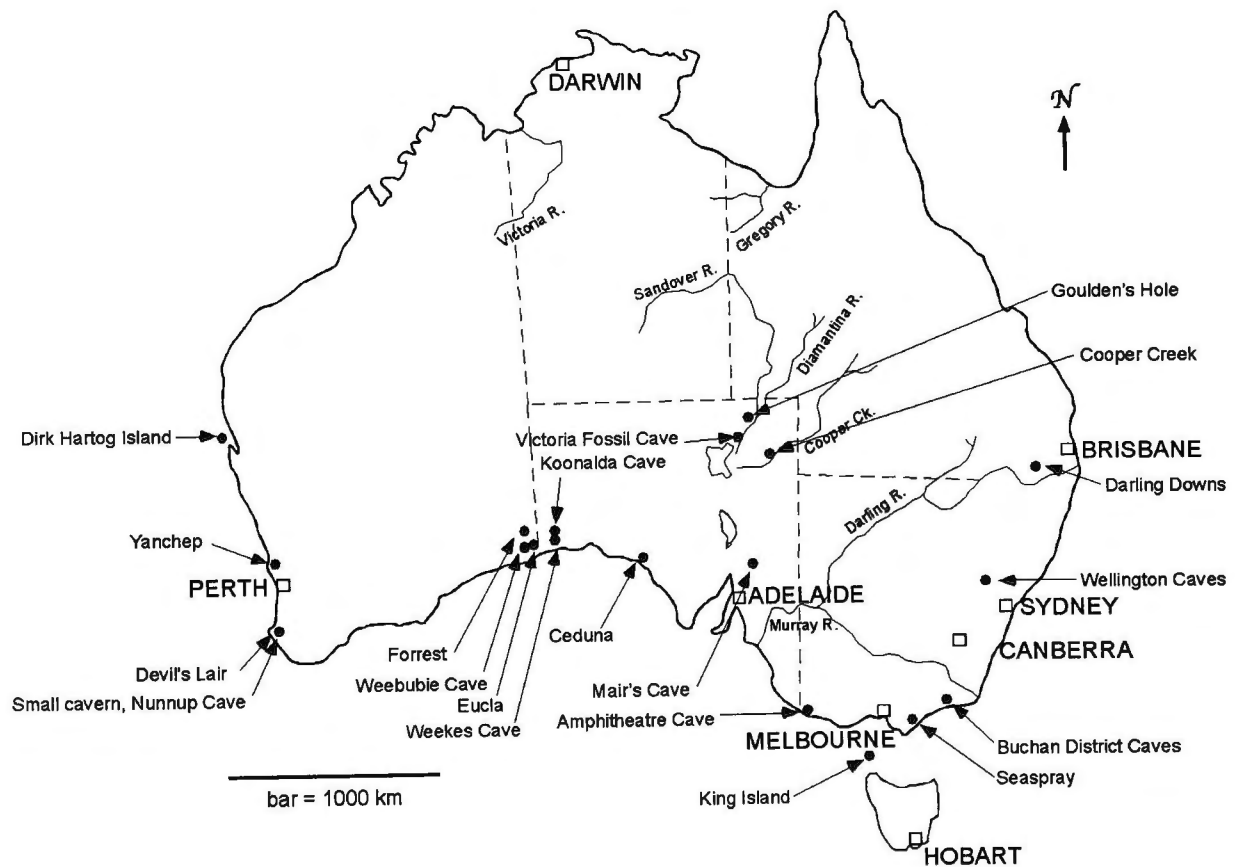 DARWIN
N
Victoria R.
Gregory R.
Sandover R.
Goulden's Hole
Diamantina R.
Cooper Creek
Dirk Hartog Island
Victoria Fossil Cave
Cooper Ck.
Koonalda Cave
BRISBANE
Darling Downs
Darling R.
Yanchep
PERTH
ADELAIDE
Wellington Caves
SYDNEY
Murray R.
Ceduna
CANBERRA
Forrest
Devil's Lair
Weebubie Cave
Small cavern, Nunnup Cave
Eucla
Mair's Cave
Weekes Cave
Amphitheatre Cave
MELBOURNE
Buchan District Caves
Seaspray
bar = 1000 km
King Island
HOBART